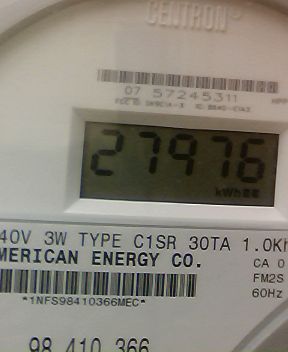 CENTRON®
07 57245311
27976
kWh
40V 3W TYPE C1SR 30TA 1.0Kh
MERICAN ENERGY CO.
CA 0
FM2S
*1NFS98410366MEC*
60Hz
98 410 366